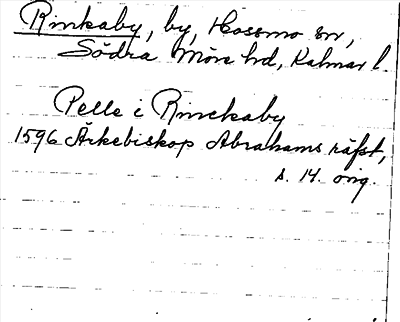 Rinkaby, by, Hossmo sn,
Södra Möre hd, Kalmar l.
Pelle i Rinckaby
1596 Ärkebiskop Abrahams räfst,
s. 14. orig.